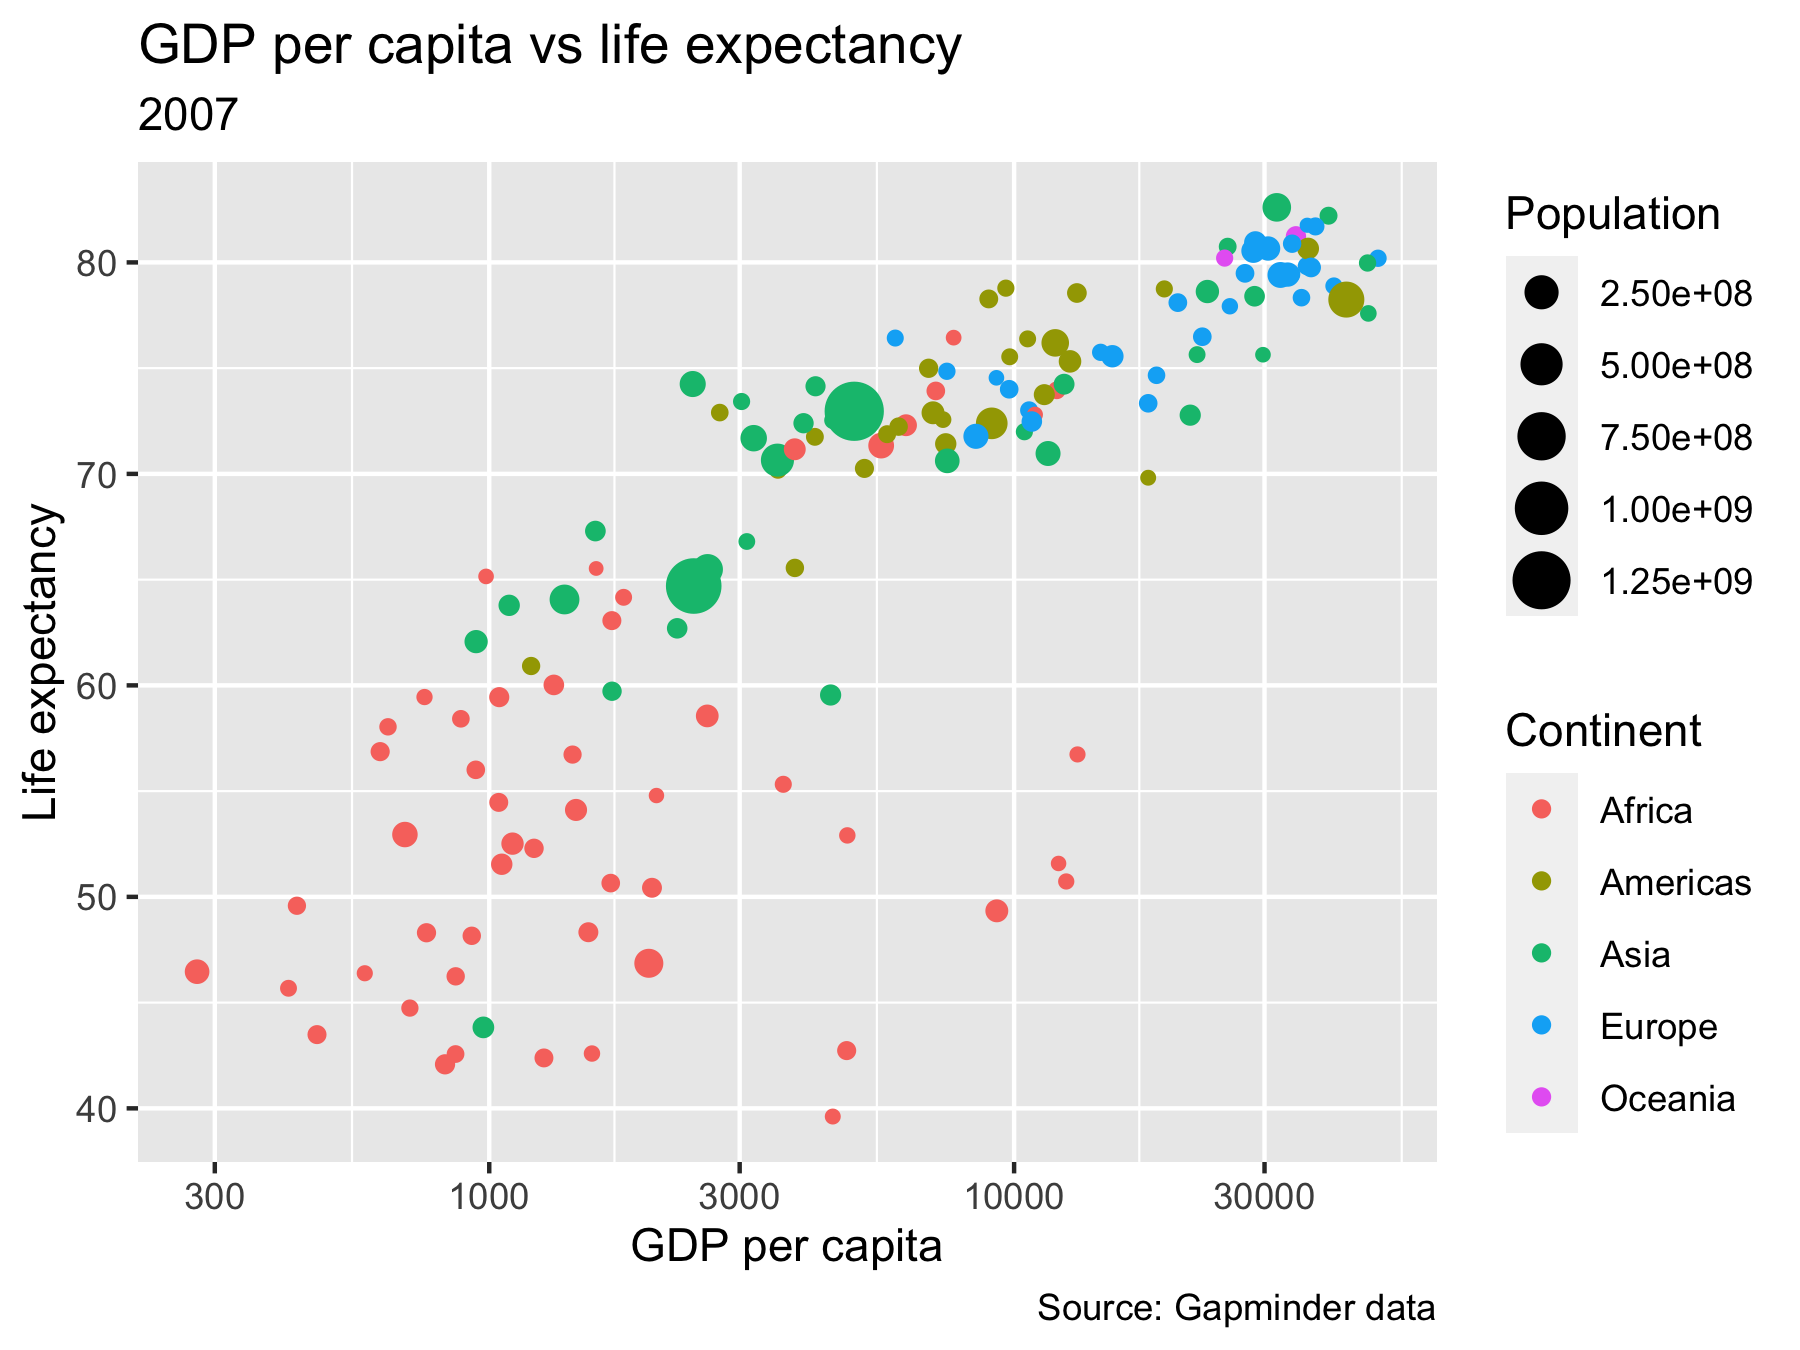 GDP per capita vs life expectancy
2007
Life expectancy
80
70
60
50
40
300 1000 3000 10000 30000
GDP per capita
Source: Gapminder data
Population
2.50e+08
5.00e+08
7.50e+08
1.00e+09
1.25e+09
Continent
Africa
Americas
Asia
Europe
Oceania